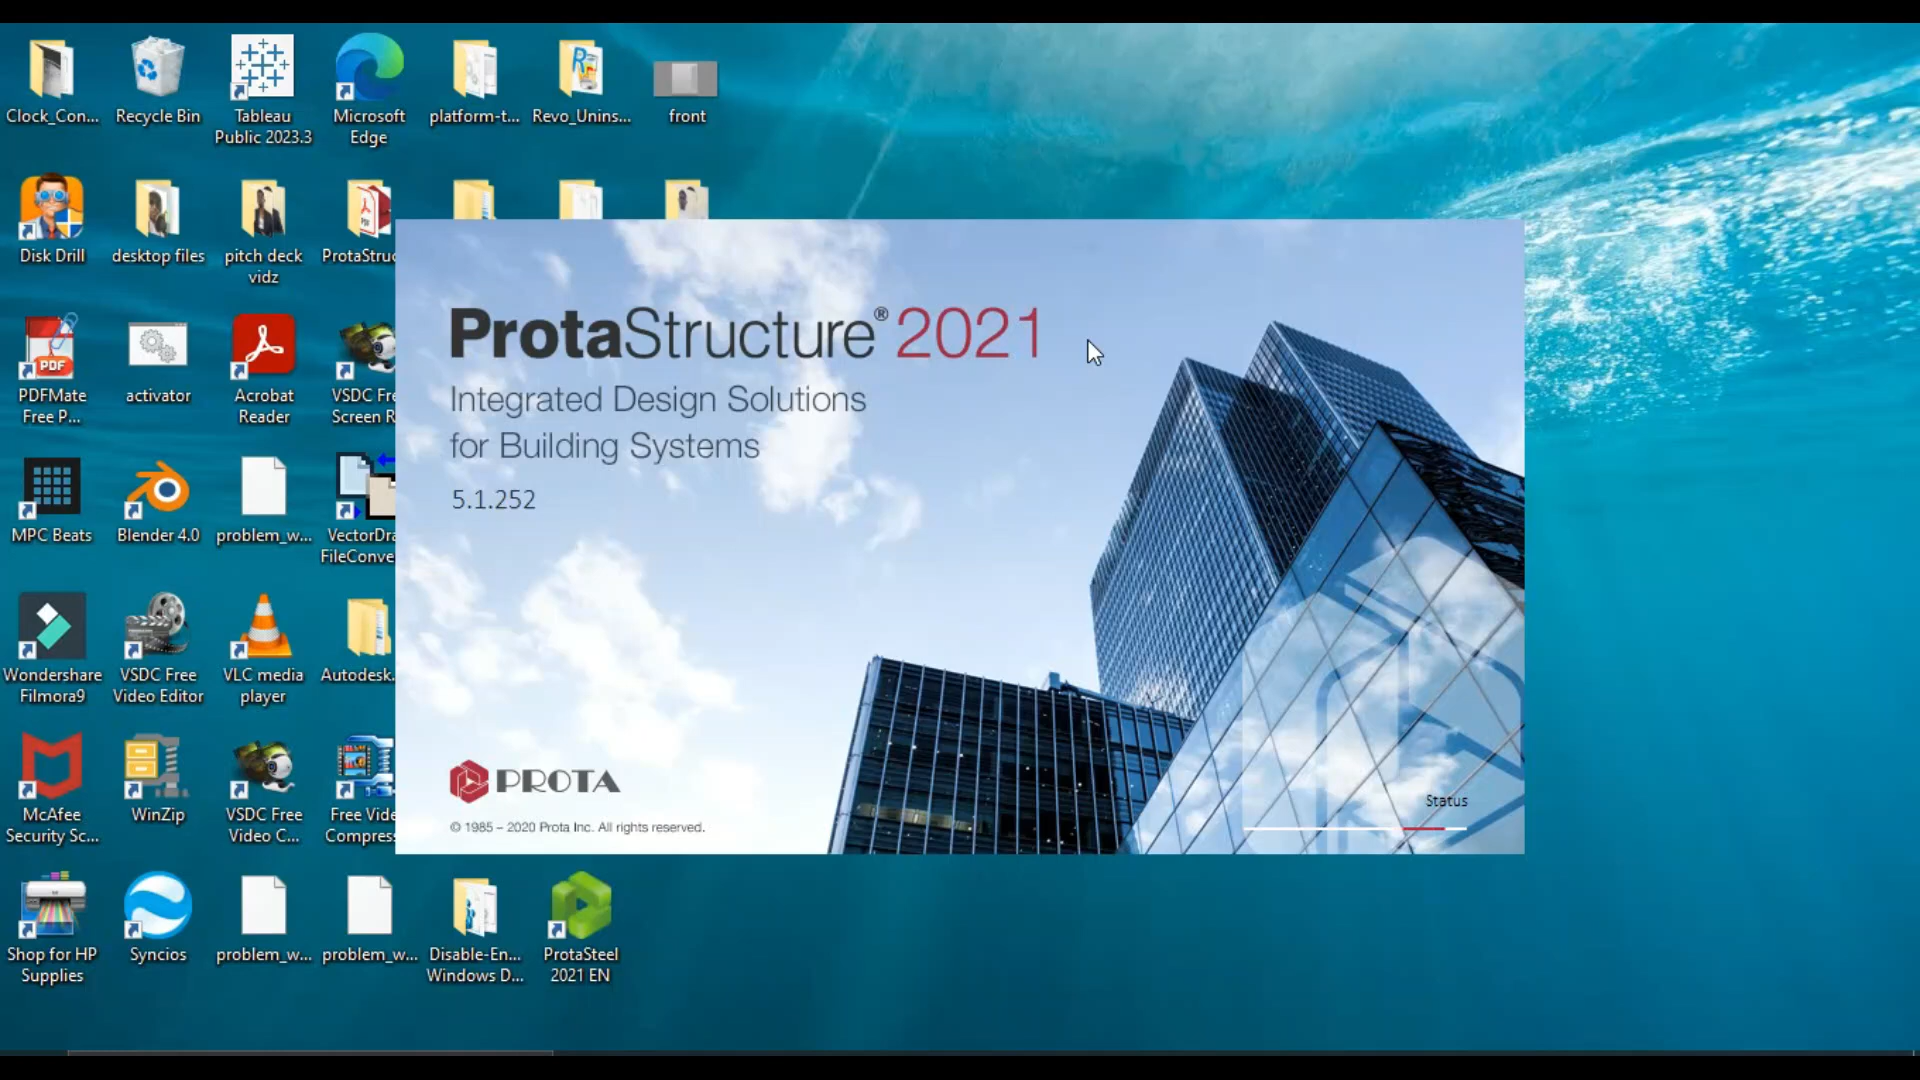 Clock_Con...
Recycle Bin
Tableau
Public 2023.3
Microsoft
Edge
platform-t...
Revo_Unins...
front
Disk Drill
desktop files
pitch deck
vidz
ProtaStruc
PDF
PDFMate
Free P...
activator
Acrobat
Reader
VSDC Fre
Screen R
MPC Beats
Blender 4.0
problem_w...
VectorDra
FileConve
Wondershare
Filmora9
VSDC Free
Video Editor
VLC media
player
Autodesk.
McAfee
Security Sc...
WinZip
VSDC Free
Video C...
Free Vide
Compress
Shop for HP
Supplies
Syncios
problem_w...
problem_w...
Disable-En...
Windows D...
ProtaSteel
2021 EN
ProtaStructure® 2021
Integrated Design Solutions
for Building Systems
5.1.252
PROTA
© 1985 – 2020 Prota Inc. All rights reserved.
Status